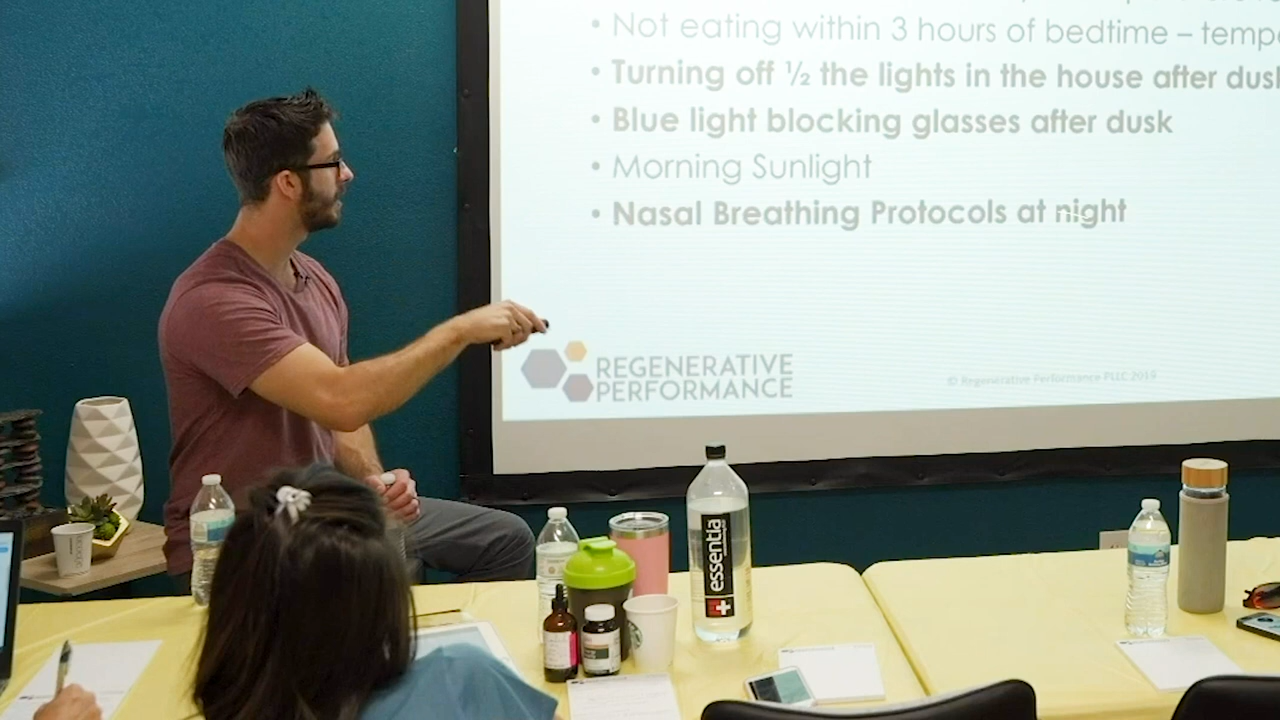 • Not eating within 3 hours of bedtime – temp
• Turning off ½ the lights in the house after dusk
• Blue light blocking glasses after dusk
• Morning Sunlight
• Nasal Breathing Protocols at night
REGENERATIVE
PERFORMANCE
© Regenerative Performance PLLC 2019
essentia